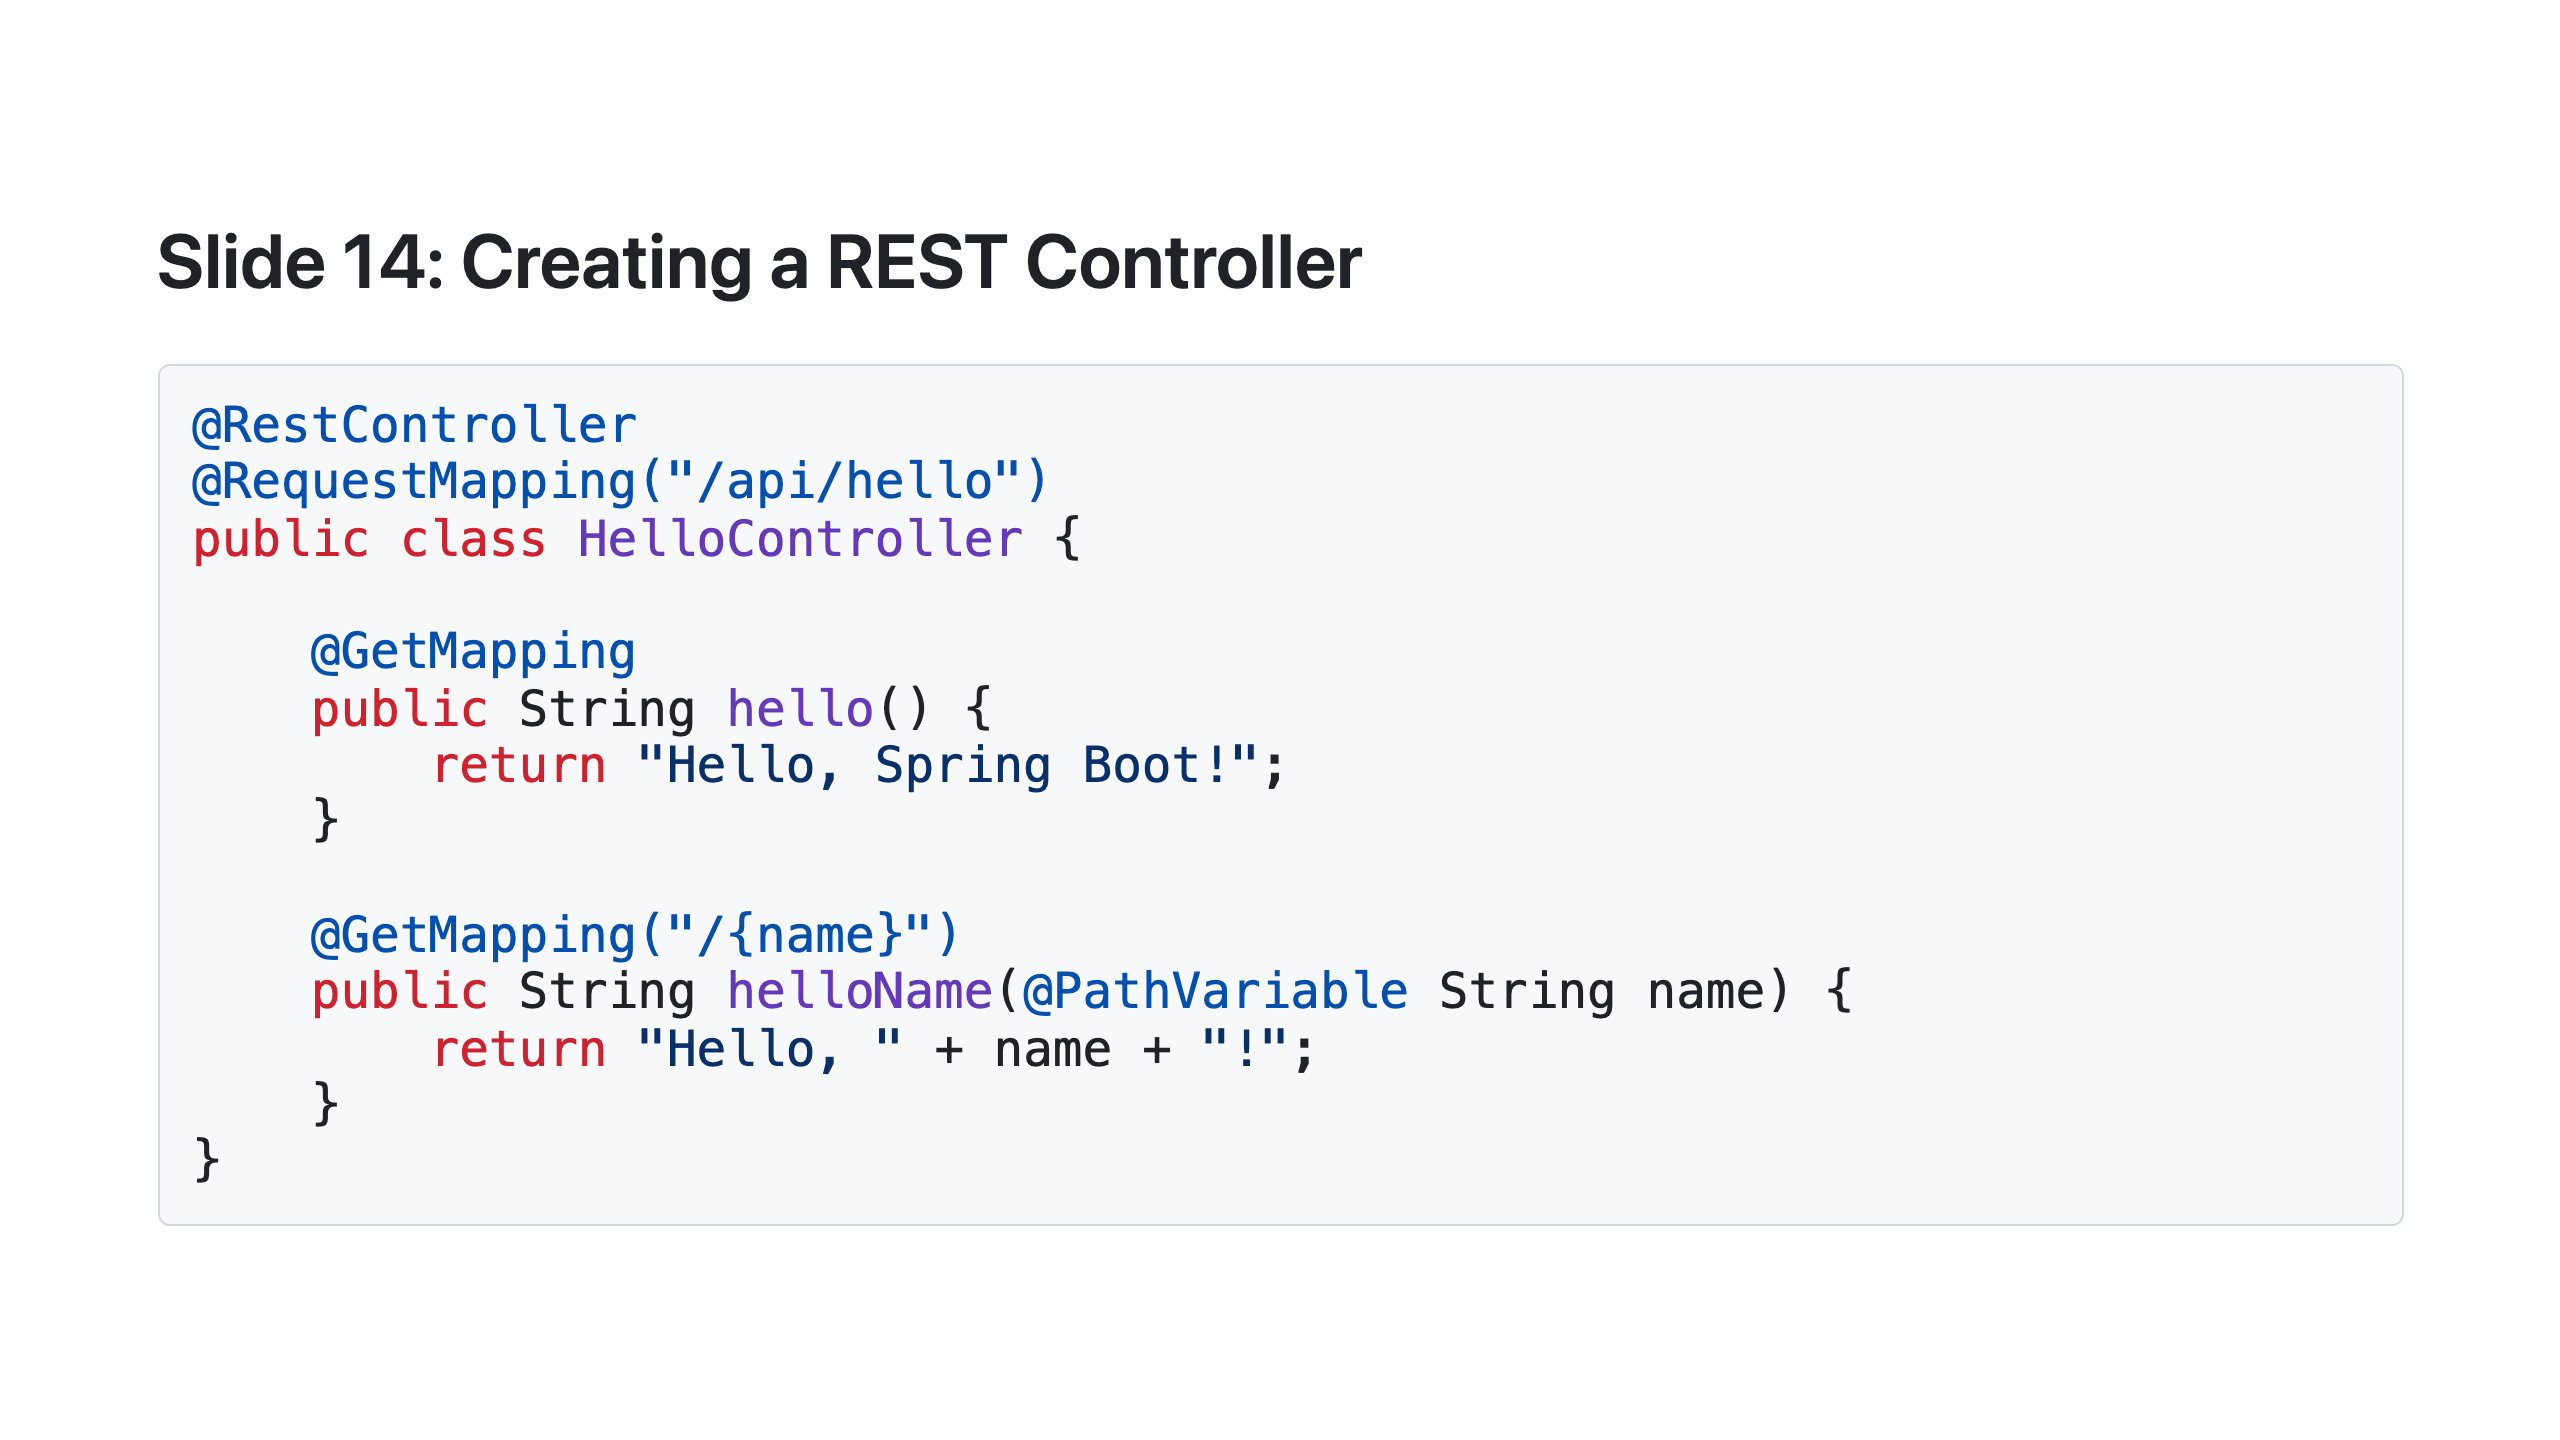 Slide 14: Creating a REST Controller
@RestController
@RequestMapping("/api/hello")
public class HelloController {
    @GetMapping
    public String hello() {
        return "Hello, Spring Boot!";
    }
    @GetMapping("/{name}")
    public String helloName(@PathVariable String name) {
        return "Hello, " + name + "!";
    }
}